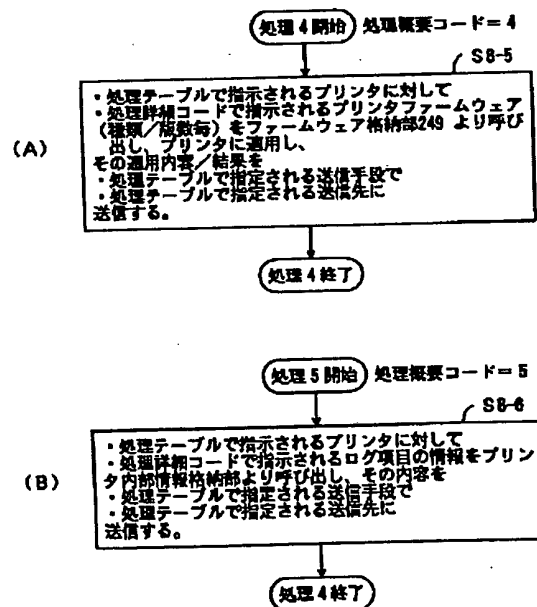 処理4開始 処理概要コード=4
S8-5
(A)
・処理テーブルで指示されるプリンタに対して
・処理詳細コードで指示されるプリンタファームウェア
(種類/版数毎)をファームウェア格納部249 より呼び
出し、プリンタに適用し、
その適用内容/結果を
・処理テーブルで指定される送信手段で
・処理テーブルで指定される送信先に
送信する。
処理4終了
処理5開始 処理概要コード=5
S8-6
(B)
・処理テーブルで指示されるプリンタに対して
・処理詳細コードで指示されるログ項目の情報をプリン
タ内部情報格納部より呼び出し、その内容を
・処理テーブルで指定される送信手段で
・処理テーブルで指定される送信先に
送信する。
処理4終了